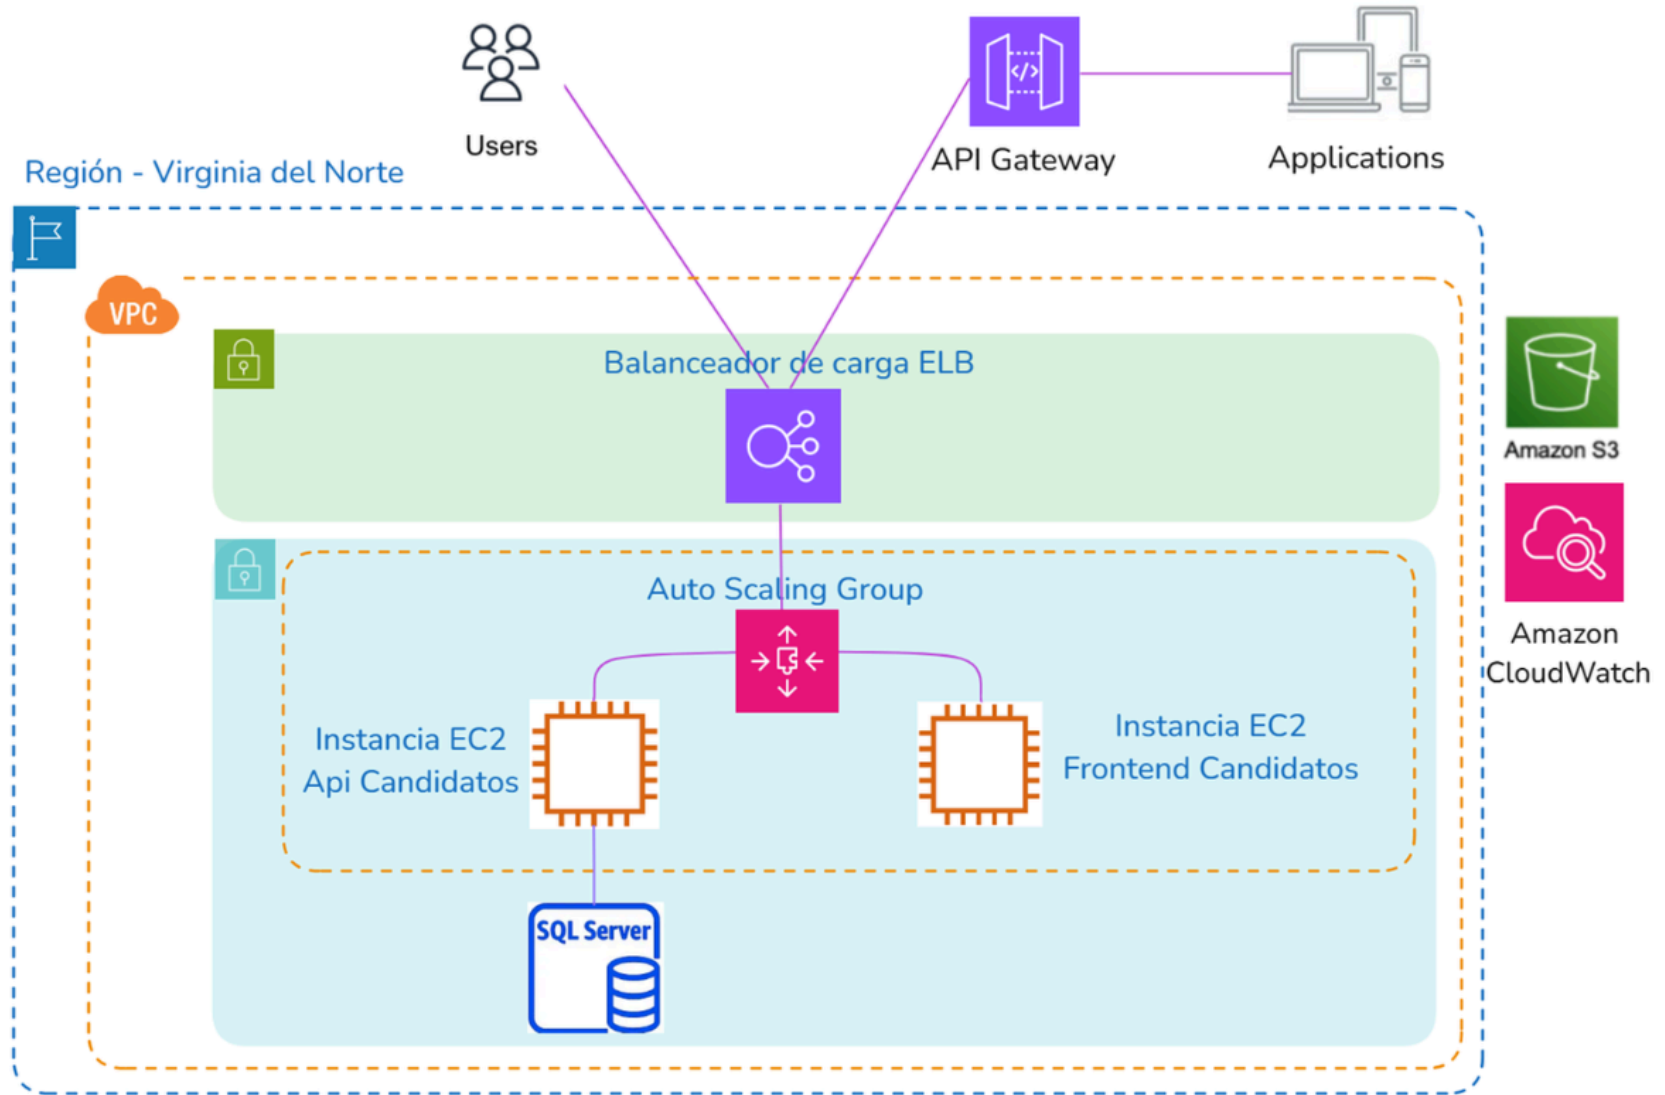 Users
API Gateway
Applications
Región - Virginia del Norte
VPC
Balanceador de carga ELB
Amazon S3
Auto Scaling Group
Amazon
CloudWatch
Instancia EC2
Api Candidatos
Instancia EC2
Frontend Candidatos
SQL Server